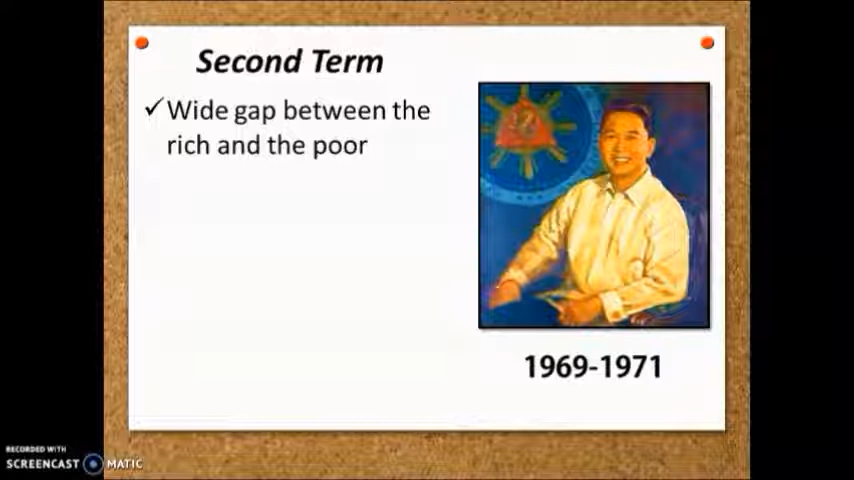 Second Term
✓ Wide gap between the
rich and the poor
1969-1971
RECORDED WITH
SCREENCAST MATIC